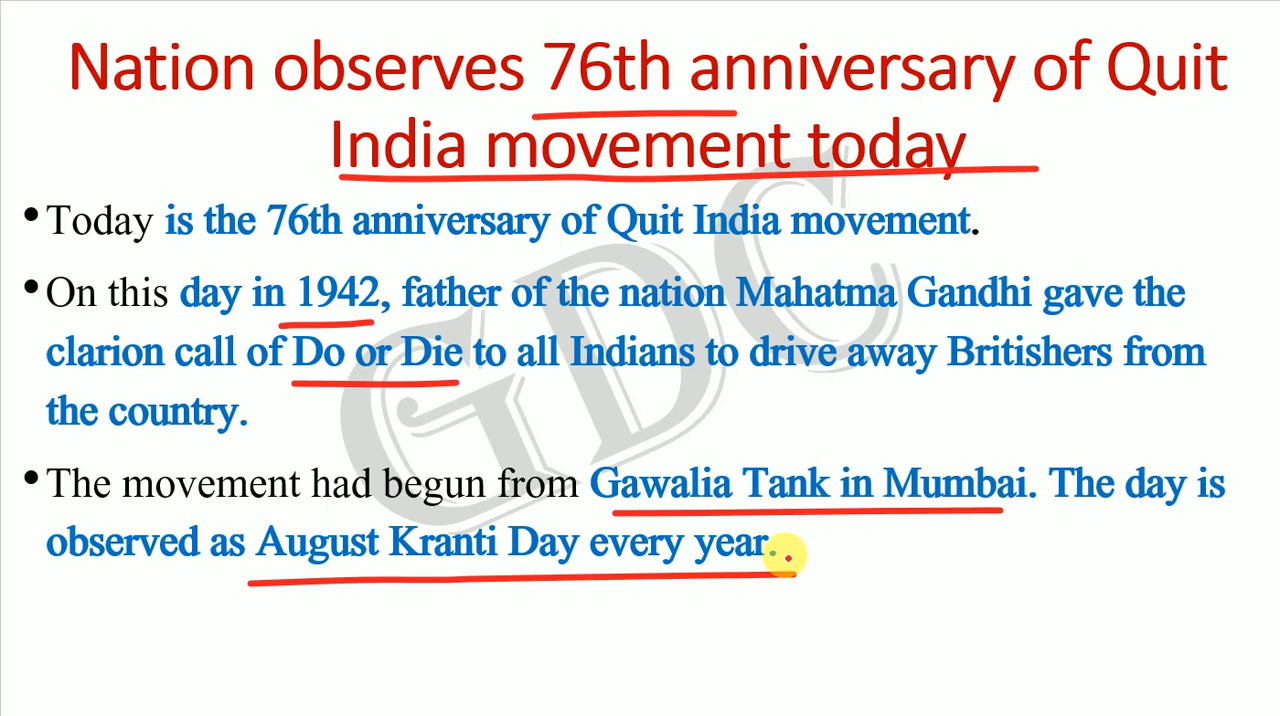 Nation observes 76th anniversary of Quit
India movement today
• Today is the 76th anniversary of Quit India movement.
• On this day in 1942, father of the nation Mahatma Gandhi gave the
clarion call of Do or Die to all Indians to drive away Britishers from
the country.
• The movement had begun from Gawalia Tank in Mumbai. The day is
observed as August Kranti Day every year.
GDC